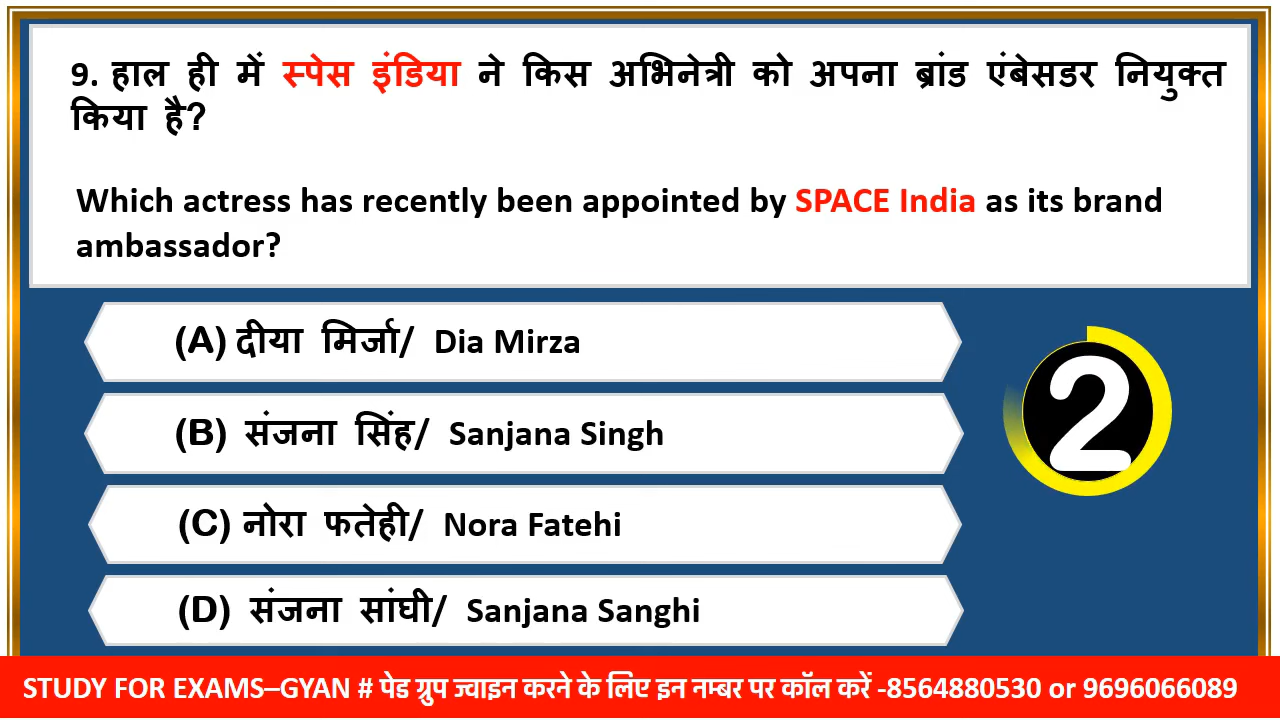 9. हाल ही में स्पेस इंडिया ने किस अभिनेत्री को अपना ब्रांड एंबेसडर नियुक्त
किया है?
Which actress has recently been appointed by SPACE India as its brand
ambassador?
(A) दीया मिर्जा/ Dia Mirza
(B) संजना सिंह/ Sanjana Singh
2
(C) नोरा फतेही/ Nora Fatehi
(D) संजना सांघी/ Sanjana Sanghi
STUDY FOR EXAMS–GYAN # पेड ग्रुप ज्वाइन करने के लिए इन नम्बर पर कॉल करें -8564880530 or 9696066089